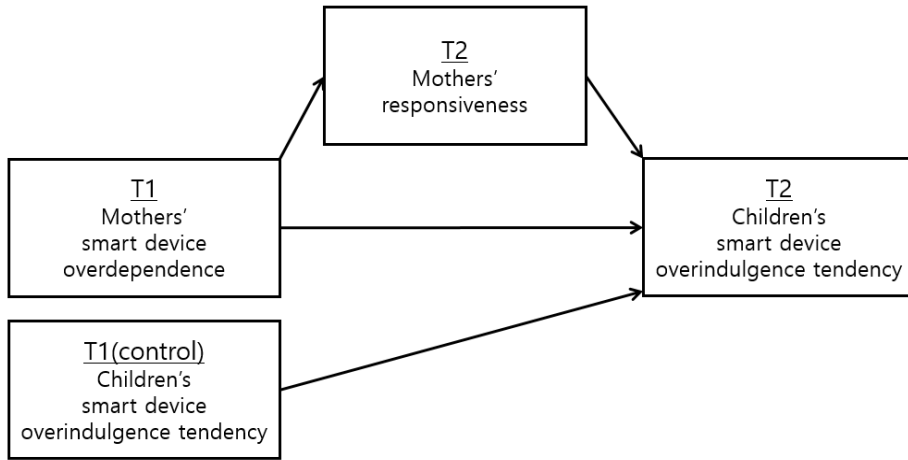 T2
Mothers’
responsiveness
T1
Mothers’
smart device
overdependence
T2
Children’s
smart device
overindulgence tendency
T1(control)
Children’s
smart device
overindulgence tendency